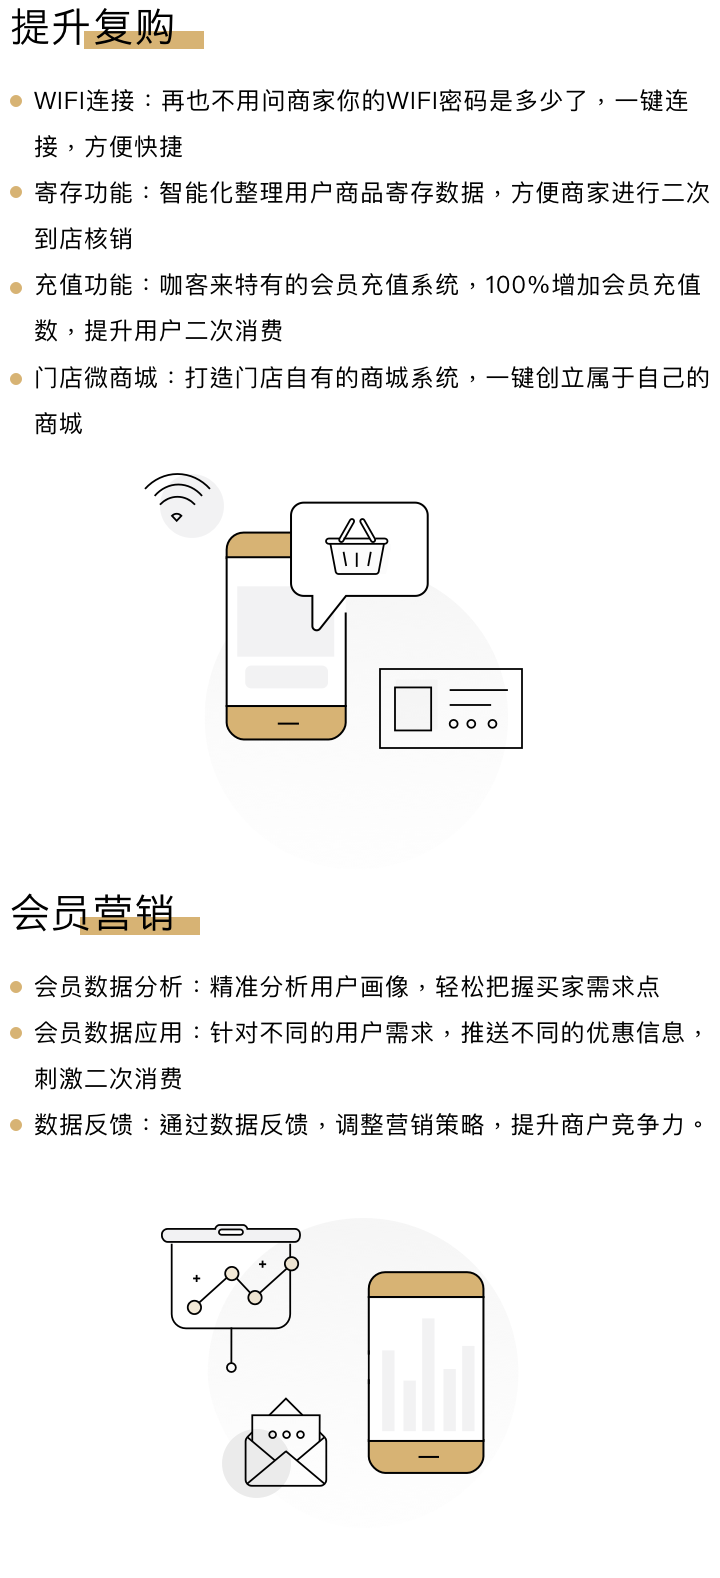 提升复购
WIFI连接：再也不用问商家你的WIFI密码是多少了，一键连
接，方便快捷
寄存功能：智能化整理用户商品寄存数据，方便商家进行二次
到店核销
充值功能：咖客来特有的会员充值系统，100%增加会员充值
数，提升用户二次消费
门店微商城：打造门店自有的商城系统，一键创立属于自己的
商城
会员营销
会员数据分析：精准分析用户画像，轻松把握买家需求点
会员数据应用：针对不同的用户需求，推送不同的优惠信息，
刺激二次消费
数据反馈：通过数据反馈，调整营销策略，提升商户竞争力。